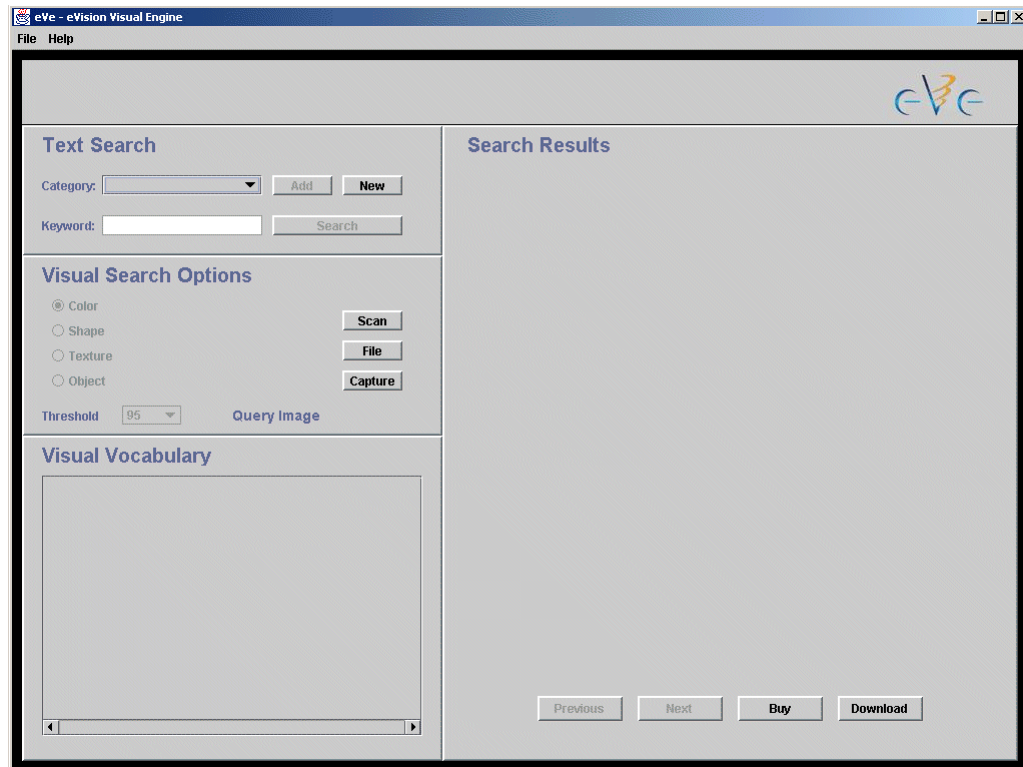 eVe - eVision Visual Engine
File Help
eVe
Text Search
Category:
Add
New
Keyword:
Search
Visual Search Options
Color
Shape
Texture
Object
Scan
File
Capture
Threshold 95
Query Image
Visual Vocabulary
Search Results
Previous
Next
Buy
Download